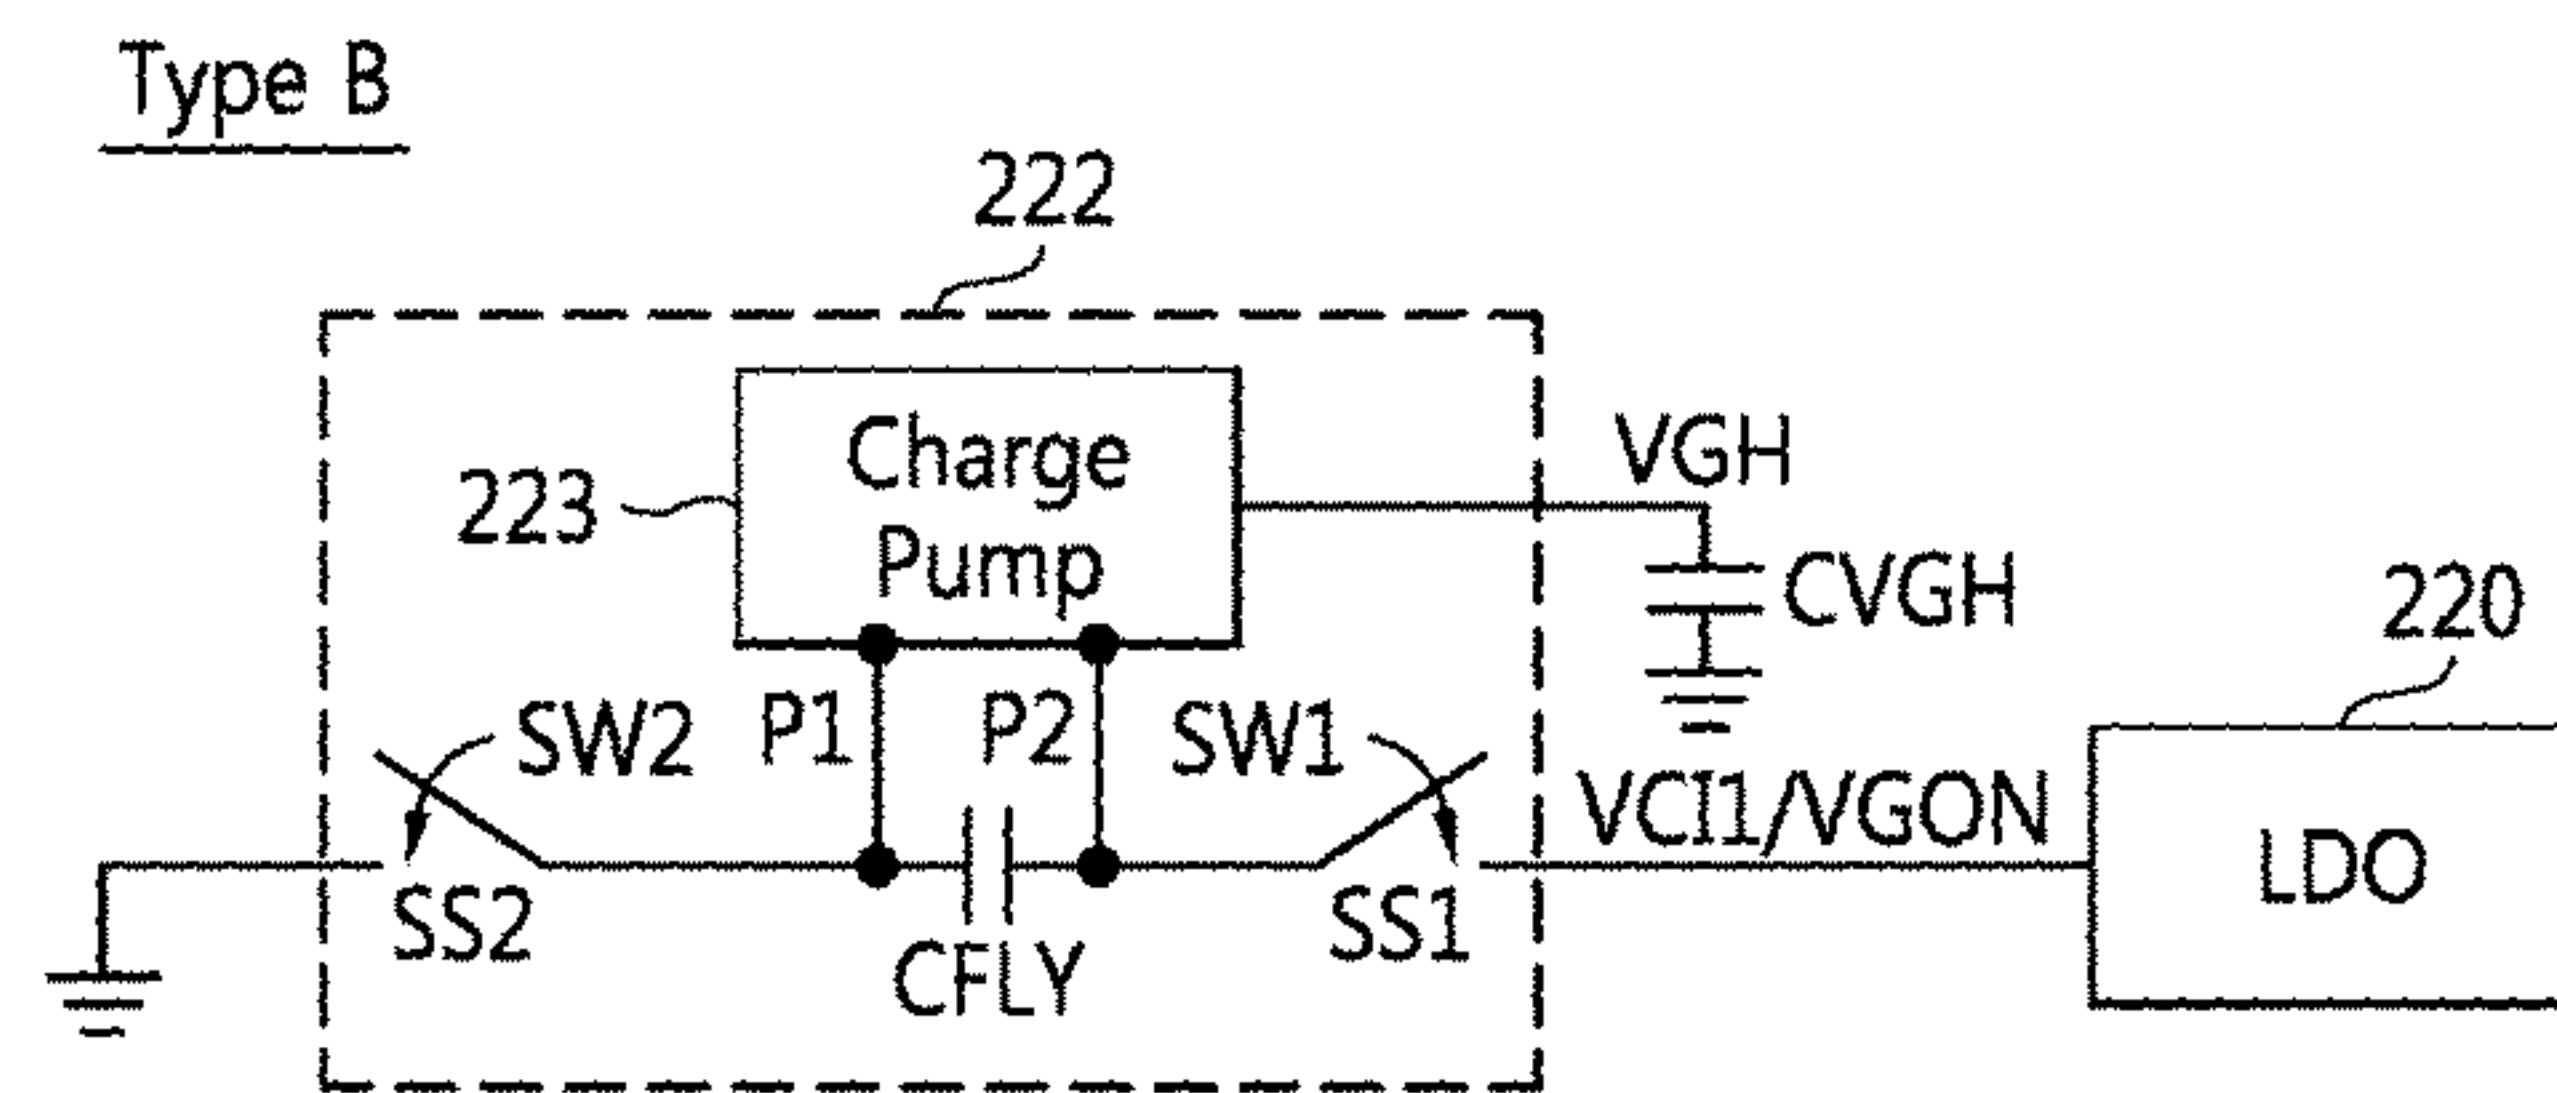 Type B
222
Charge
Pump
223
VGH
CVGH
220
SW2
P1
P2
SW1
VCI1/VGON
LDO
SS2
CFLY
SS1